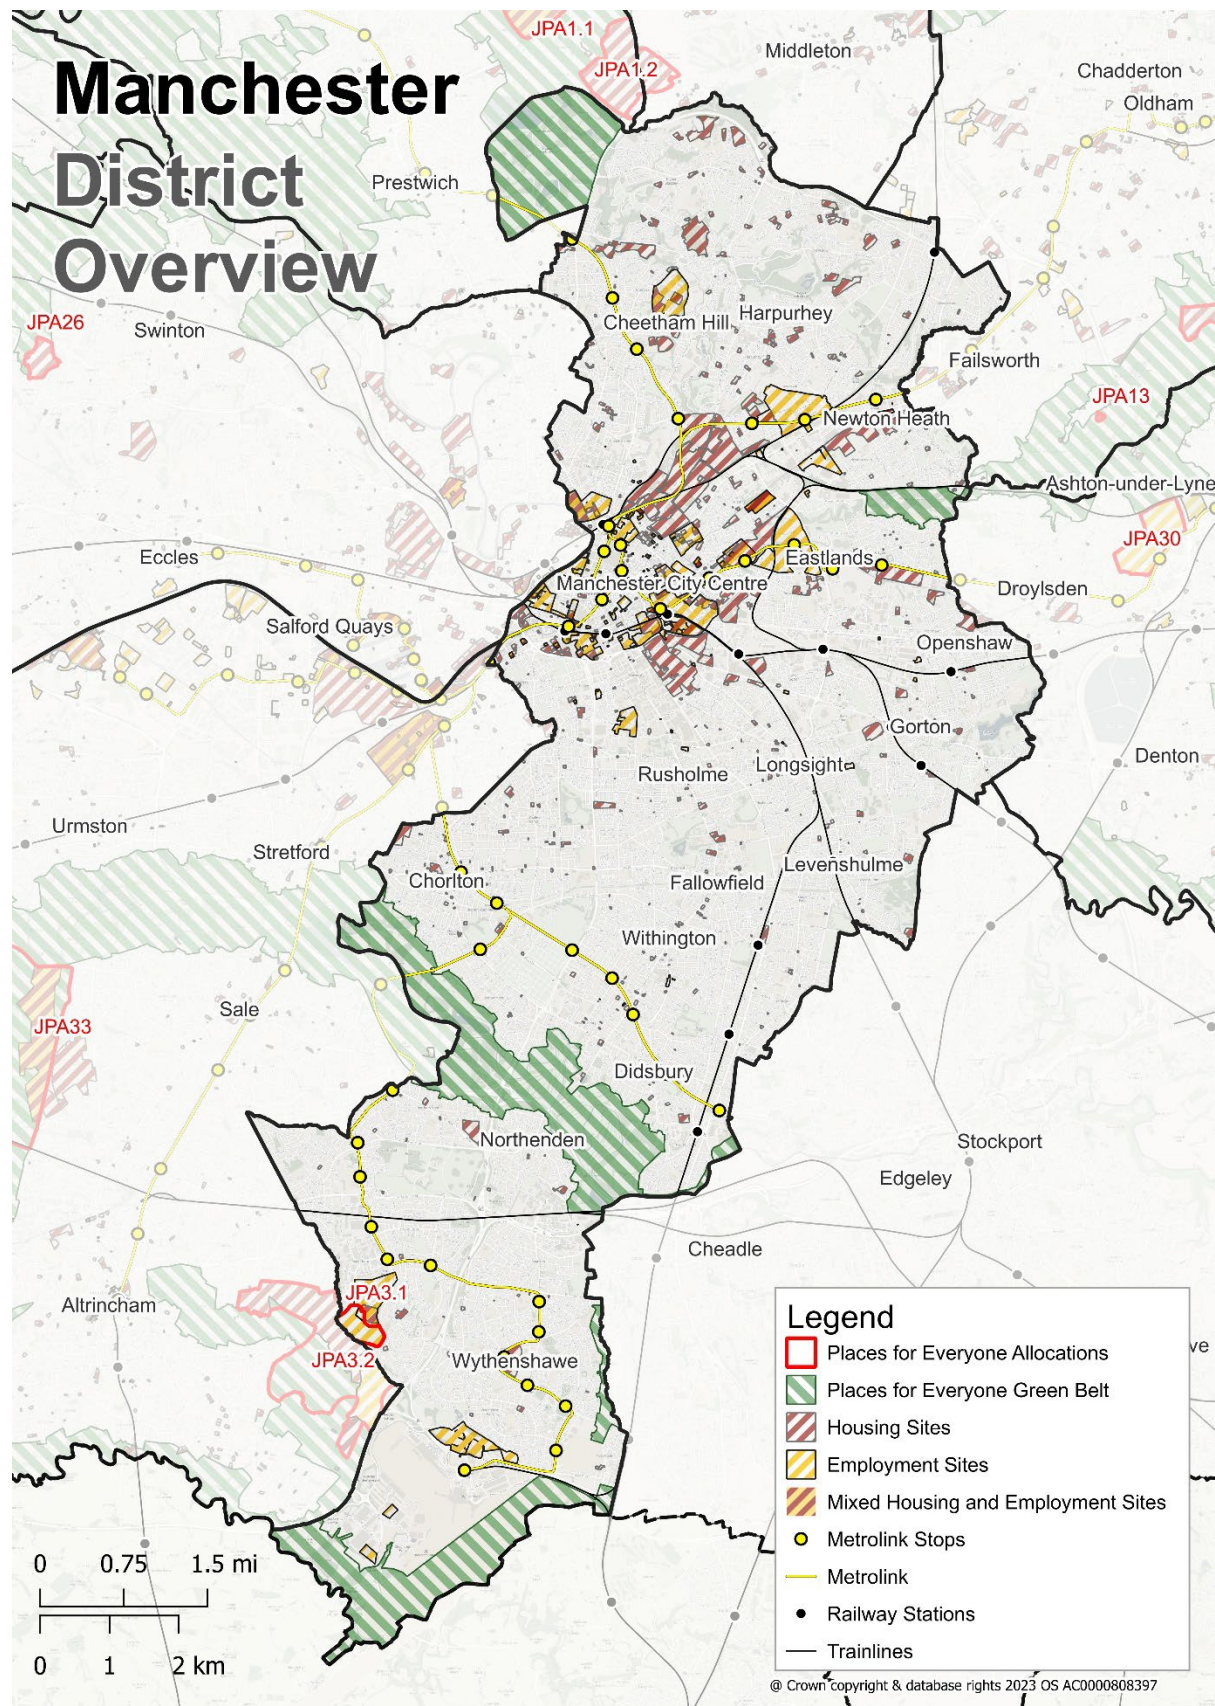 Manchester
District
Overview
JPA1.1
JPA1.2
Middleton
Chadderton
Oldham
Prestwich
JPA26
Swinton
Cheetham Hill
Harpurhey
Failsworth
JPA13
Newton Heath
Ashton-under-Lyne
JPA30
Eccles
Eastlands
Manchester City Centre
Droylsden
Salford Quays
Openshaw
Gorton
Denton
Rusholme
Longsight
Urmston
Stretford
Levenshulme
Chorlton
Fallowfield
Withington
Sale
JPA33
Didsbury
Northenden
Stockport
Edgeley
Cheadle
Altrincham
JPA3.1
JPA3.2
Wythenshawe
ve
Legend
Places for Everyone Allocations
Places for Everyone Green Belt
Housing Sites
Employment Sites
Mixed Housing and Employment Sites
Metrolink Stops
Metrolink
Railway Stations
Trainlines
0 0.75 1.5 mi
0 1 2 km
@ Crown copyright & database rights 2023 OS AC0000808397